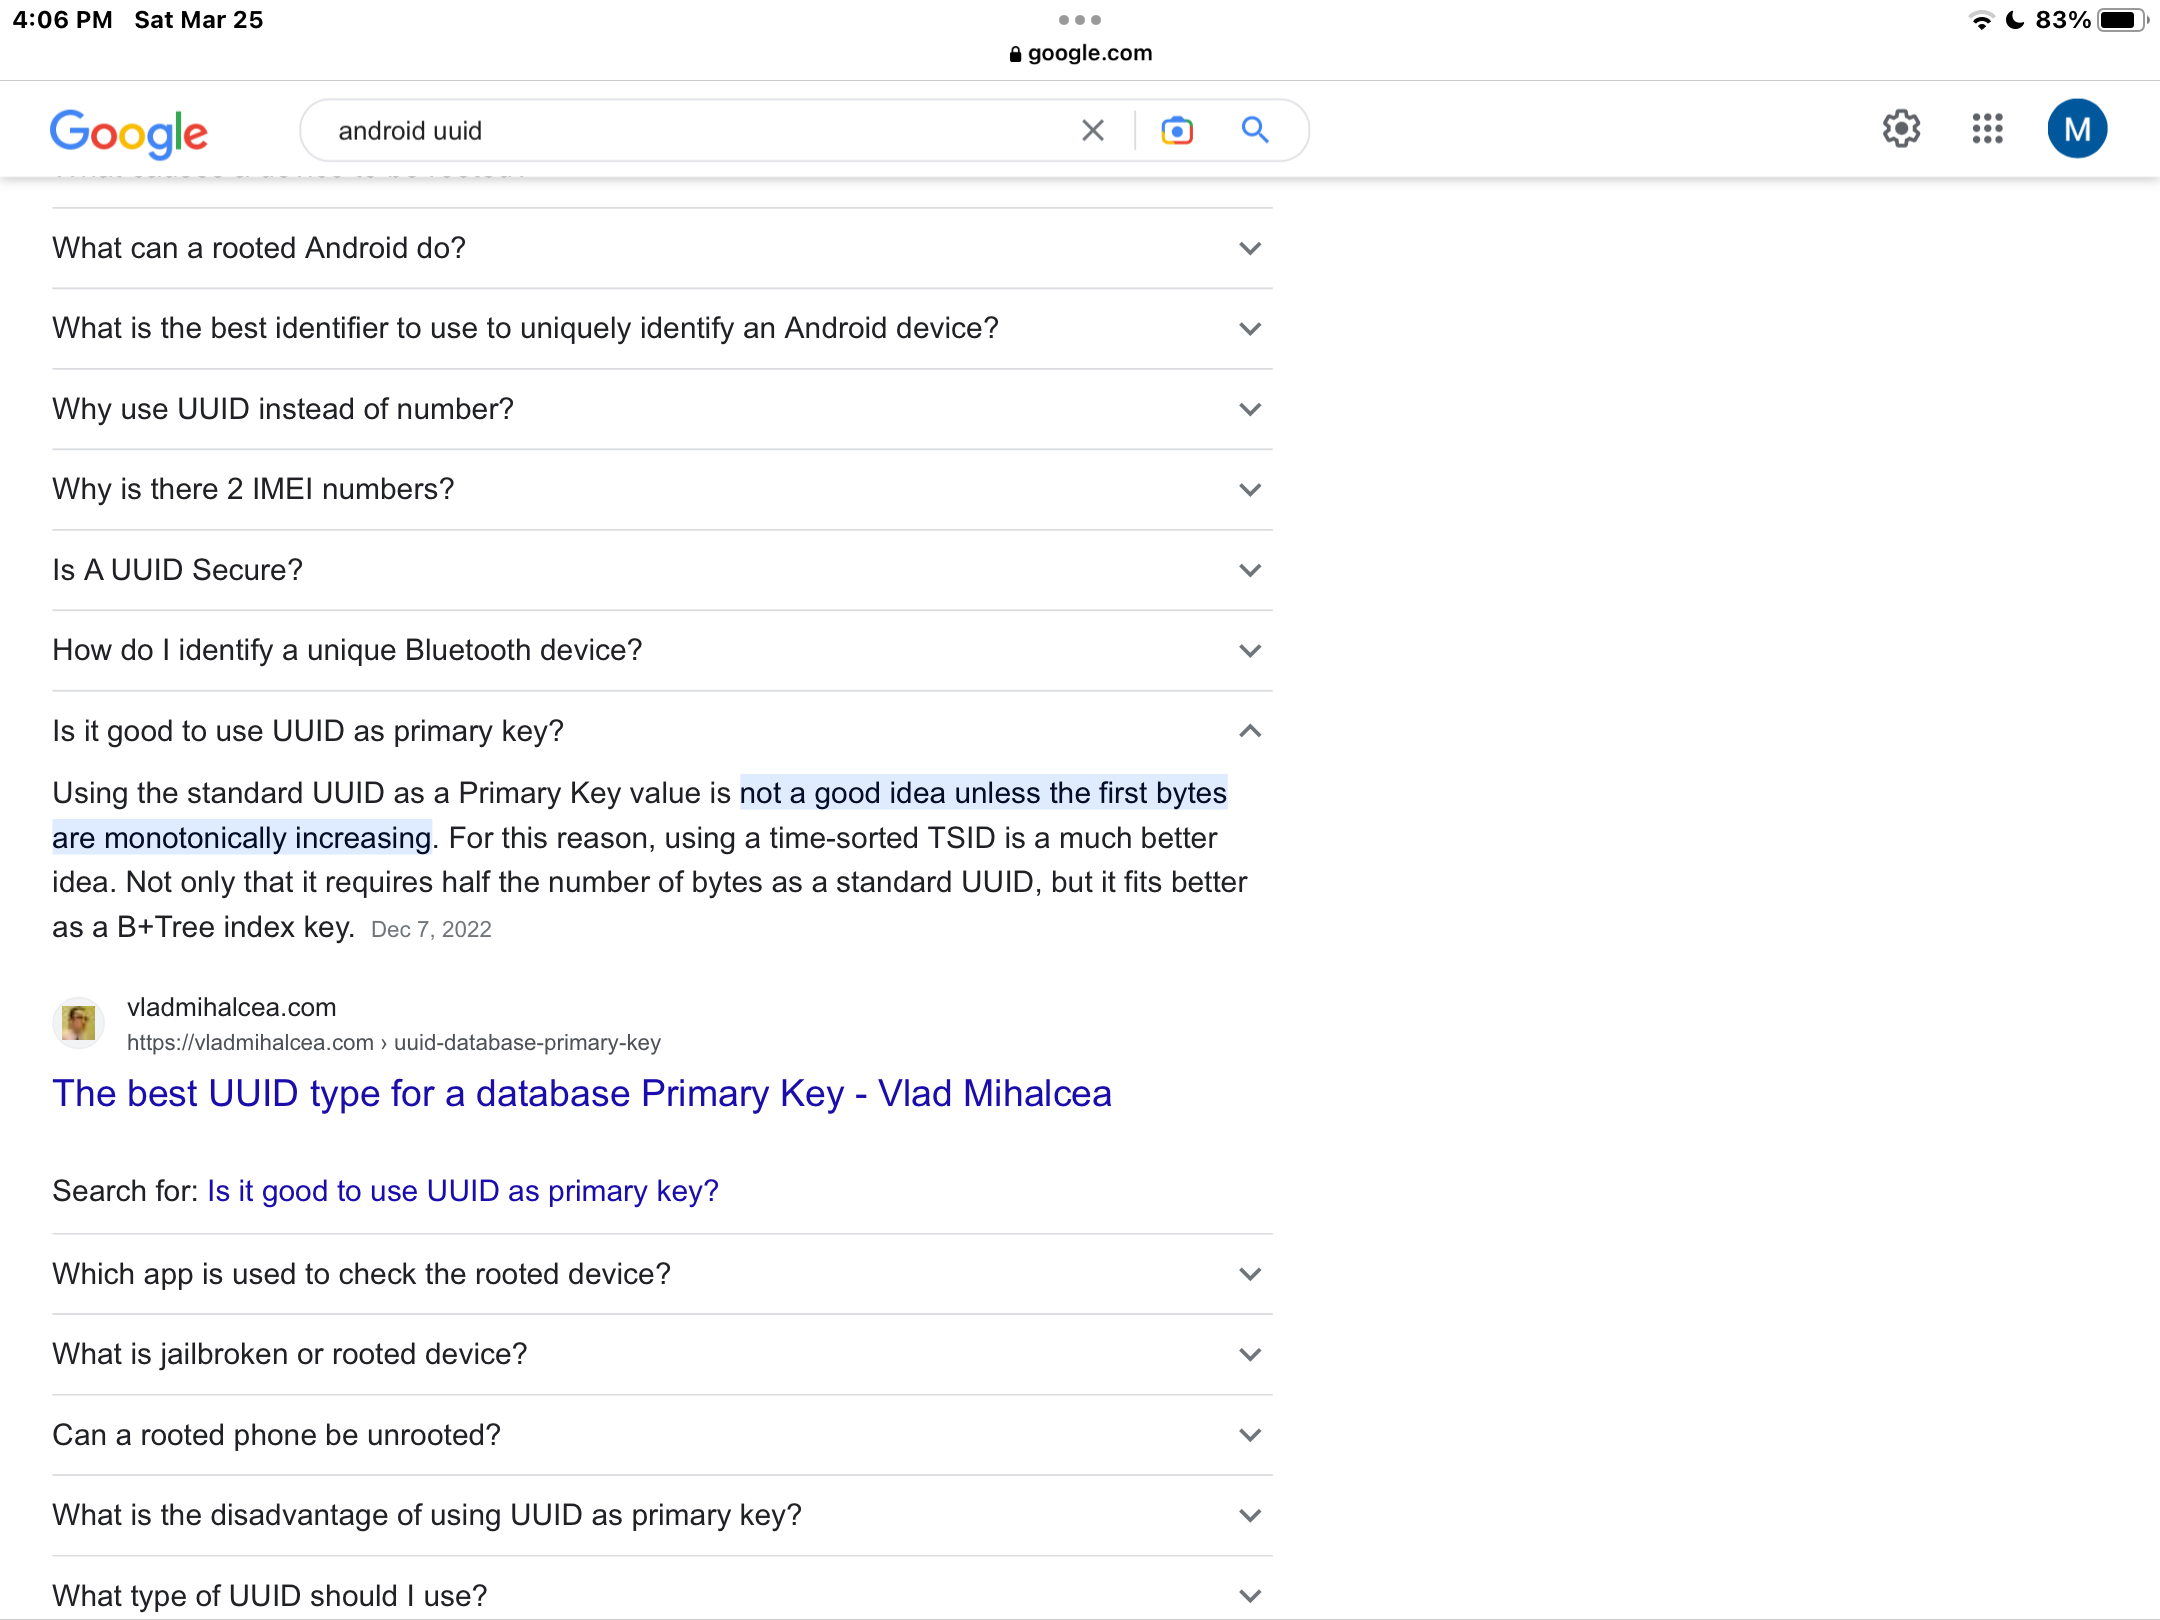 4:06 PM Sat Mar 25
83%
google.com
Google
android uuid
M
What causes a device to be rooted?
What can a rooted Android do?
What is the best identifier to use to uniquely identify an Android device?
Why use UUID instead of number?
Why is there 2 IMEI numbers?
Is A UUID Secure?
How do I identify a unique Bluetooth device?
Is it good to use UUID as primary key?
Using the standard UUID as a Primary Key value is not a good idea unless the first bytes
are monotonically increasing. For this reason, using a time-sorted TSID is a much better
idea. Not only that it requires half the number of bytes as a standard UUID, but it fits better
as a B+Tree index key. Dec 7, 2022
vladmihalcea.com
https://vladmihalcea.com › uuid-database-primary-key
The best UUID type for a database Primary Key - Vlad Mihalcea
Search for: Is it good to use UUID as primary key?
Which app is used to check the rooted device?
What is jailbroken or rooted device?
Can a rooted phone be unrooted?
What is the disadvantage of using UUID as primary key?
What type of UUID should I use?